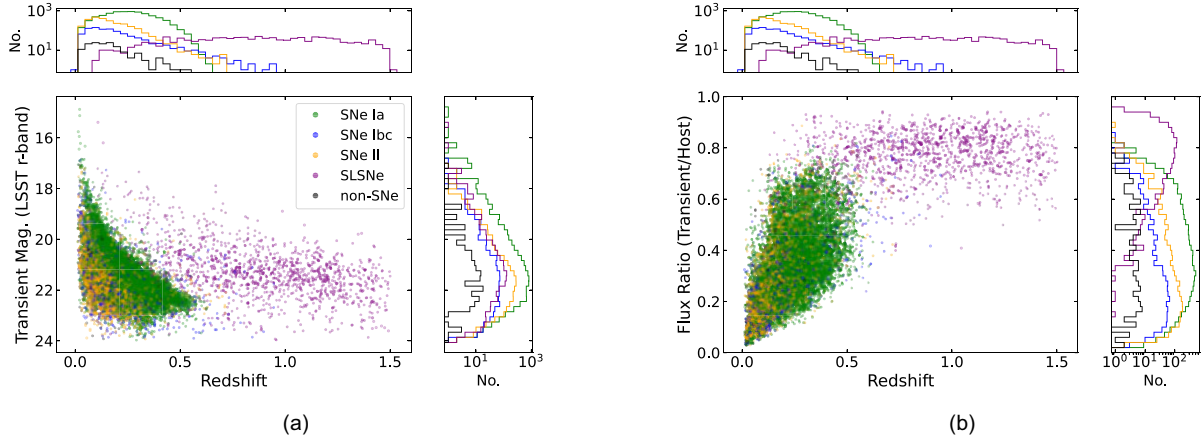 10³
10¹
No.
16
18
20
22
24
Transient Mag. (LSST r-band)
SNe Ia
SNe Ibc
SNe II
SLSNe
non-SNe
0.0 0.5 1.0 1.5
Redshift
10¹ 10³
No.
(a)
10³
10¹
No.
1.0
0.8
0.6
0.4
0.2
0.0
Flux Ratio (Transient/Host)
0.0 0.5 1.0 1.5
Redshift
10⁰ 10¹ 10²
No.
(b)